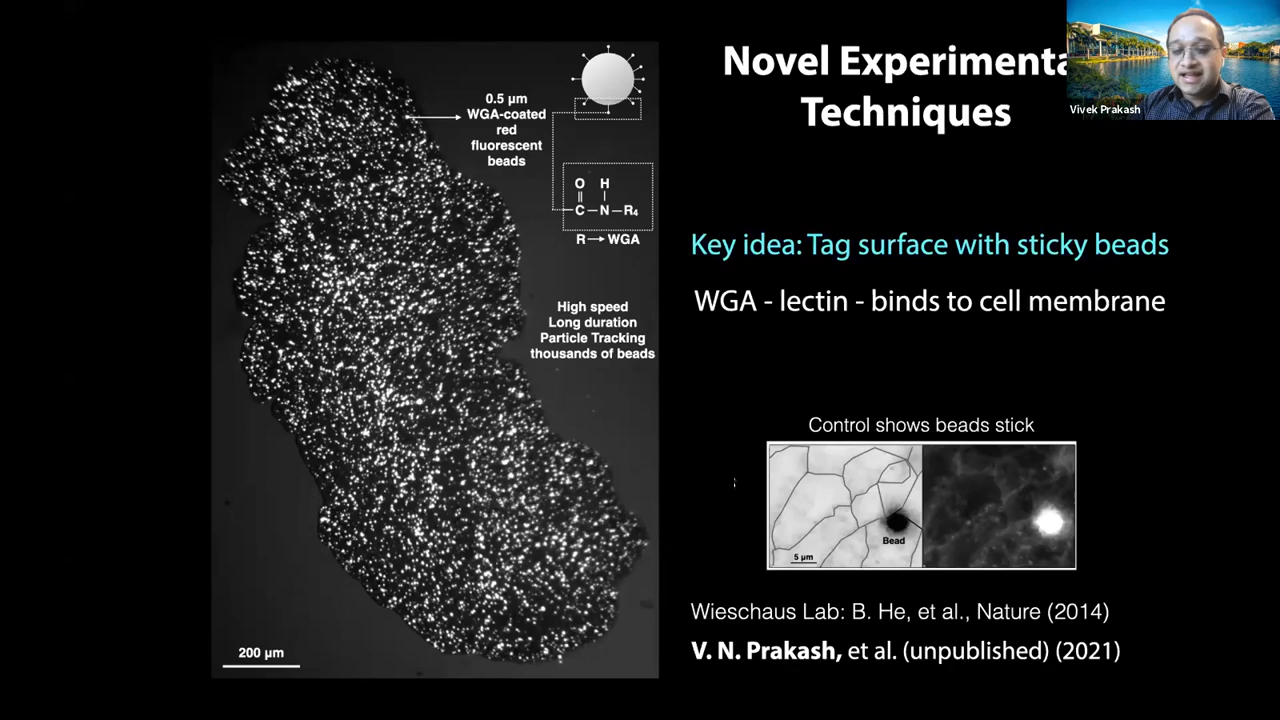 Novel Experimenta
Techniques
Vivek Prakash
0.5 μm
WGA-coated
red
fluorescent
beads
O H
C N R₄
R → WGA
High speed
Long duration
Particle Tracking
thousands of beads
200 μm
Key idea: Tag surface with sticky beads
WGA - lectin - binds to cell membrane
Control shows beads stick
Bead
5 μm
Wieschaus Lab: B. He, et al., Nature (2014)
V. N. Prakash, et al. (unpublished) (2021)